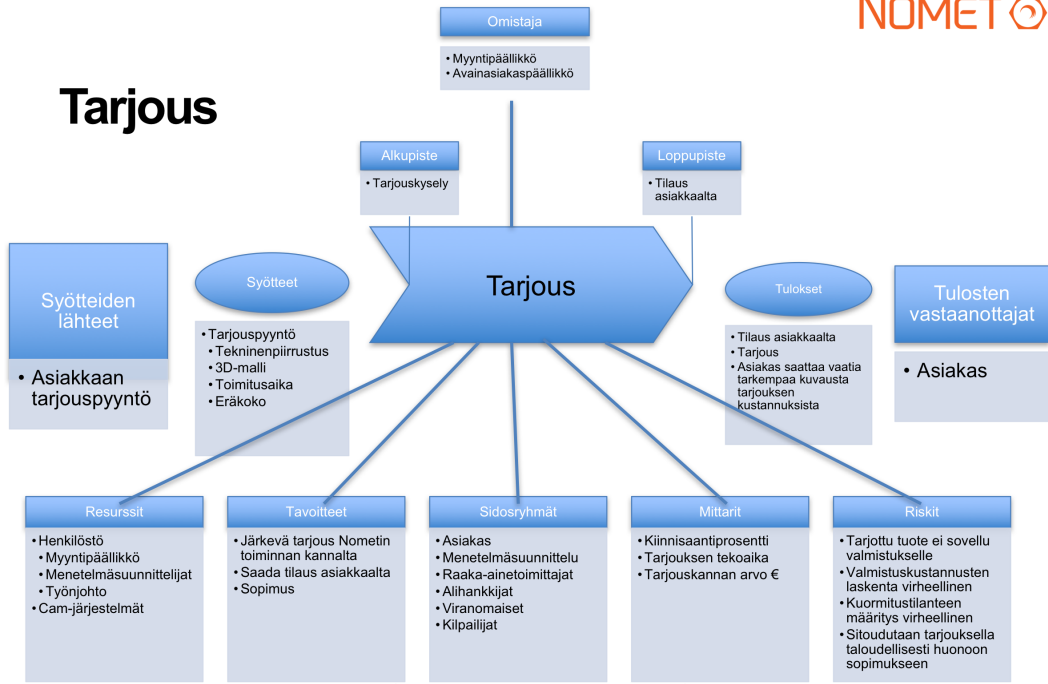 NOMET
Omistaja
• Myyntipäällikkö
• Avainasiakaspäällikkö
Tarjous
Alkupiste
• Tarjouskysely
Loppupiste
• Tilaus
asiakkaalta
Syötteiden
lähteet
• Asiakkaan
tarjouspyyntö
Syötteet
• Tarjouspyyntö
• Tekninenpiirrustus
• 3D-malli
• Toimitusaika
• Eräkoko
Tarjous
Tulokset
• Tilaus asiakkaalta
• Tarjous
• Asiakas saattaa vaatia
tarkempaa kuvausta
tarjouksen
kustannuksista
Tulosten
vastaanottajat
• Asiakas
Resurssit
• Henkilöstö
• Myyntipäällikkö
• Menetelmäsuunnittelijat
• Työnjohto
• Cam-järjestelmät
Tavoitteet
• Järkevä tarjous Nometin
toiminnan kannalta
• Saada tilaus asiakkaalta
• Sopimus
Sidosryhmät
• Asiakas
• Menetelmäsuunnittelu
• Raaka-ainetoimittajat
• Alihankkijat
• Viranomaiset
• Kilpailijat
Mittarit
• Kiinnisaantiprosentti
• Tarjouksen tekoaika
• Tarjouskannan arvo €
Riskit
• Tarjottu tuote ei sovellu
valmistukselle
• Valmistuskustannusten
laskenta virheellinen
• Kuormitustilanteen
määritys virheellinen
• Sitoudutaan tarjouksella
taloudellisesti huonoon
sopimukseen